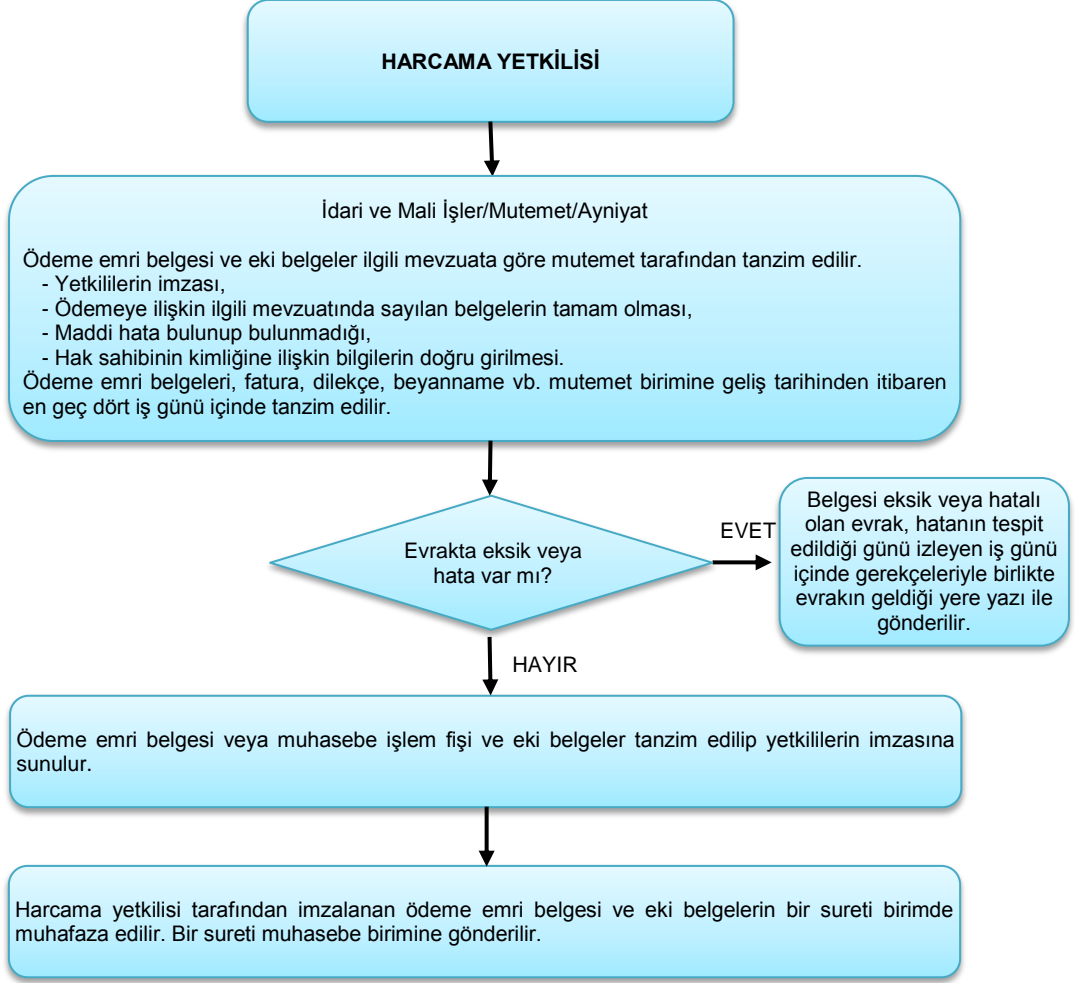 HARCAMA YETKİLİSİ
İdari ve Mali İşler/Mutemet/Ayniyat
Ödeme emri belgesi ve eki belgeler ilgili mevzuata göre mutemet tarafından tanzim edilir.
- Yetkililerin imzası,
- Ödemeye ilişkin ilgili mevzuatında sayılan belgelerin tamam olması,
- Maddi hata bulunup bulunmadığı,
- Hak sahibinin kimliğine ilişkin bilgilerin doğru girilmesi.
Ödeme emri belgeleri, fatura, dilekçe, beyanname vb. mutemet birimine geliş tarihinden itibaren
en geç dört iş günü içinde tanzim edilir.
Evrakta eksik veya
hata var mı?
EVET
Belgesi eksik veya hatalı
olan evrak, hatanın tespit
edildiği günü izleyen iş günü
içinde gerekçeleriyle birlikte
evrakın geldiği yere yazı ile
gönderilir.
HAYIR
Ödeme emri belgesi veya muhasebe işlem fişi ve eki belgeler tanzim edilip yetkililerin imzasına
sunulur.
Harcama yetkilisi tarafından imzalanan ödeme emri belgesi ve eki belgelerin bir sureti birimde
muhafaza edilir. Bir sureti muhasebe birimine gönderilir.